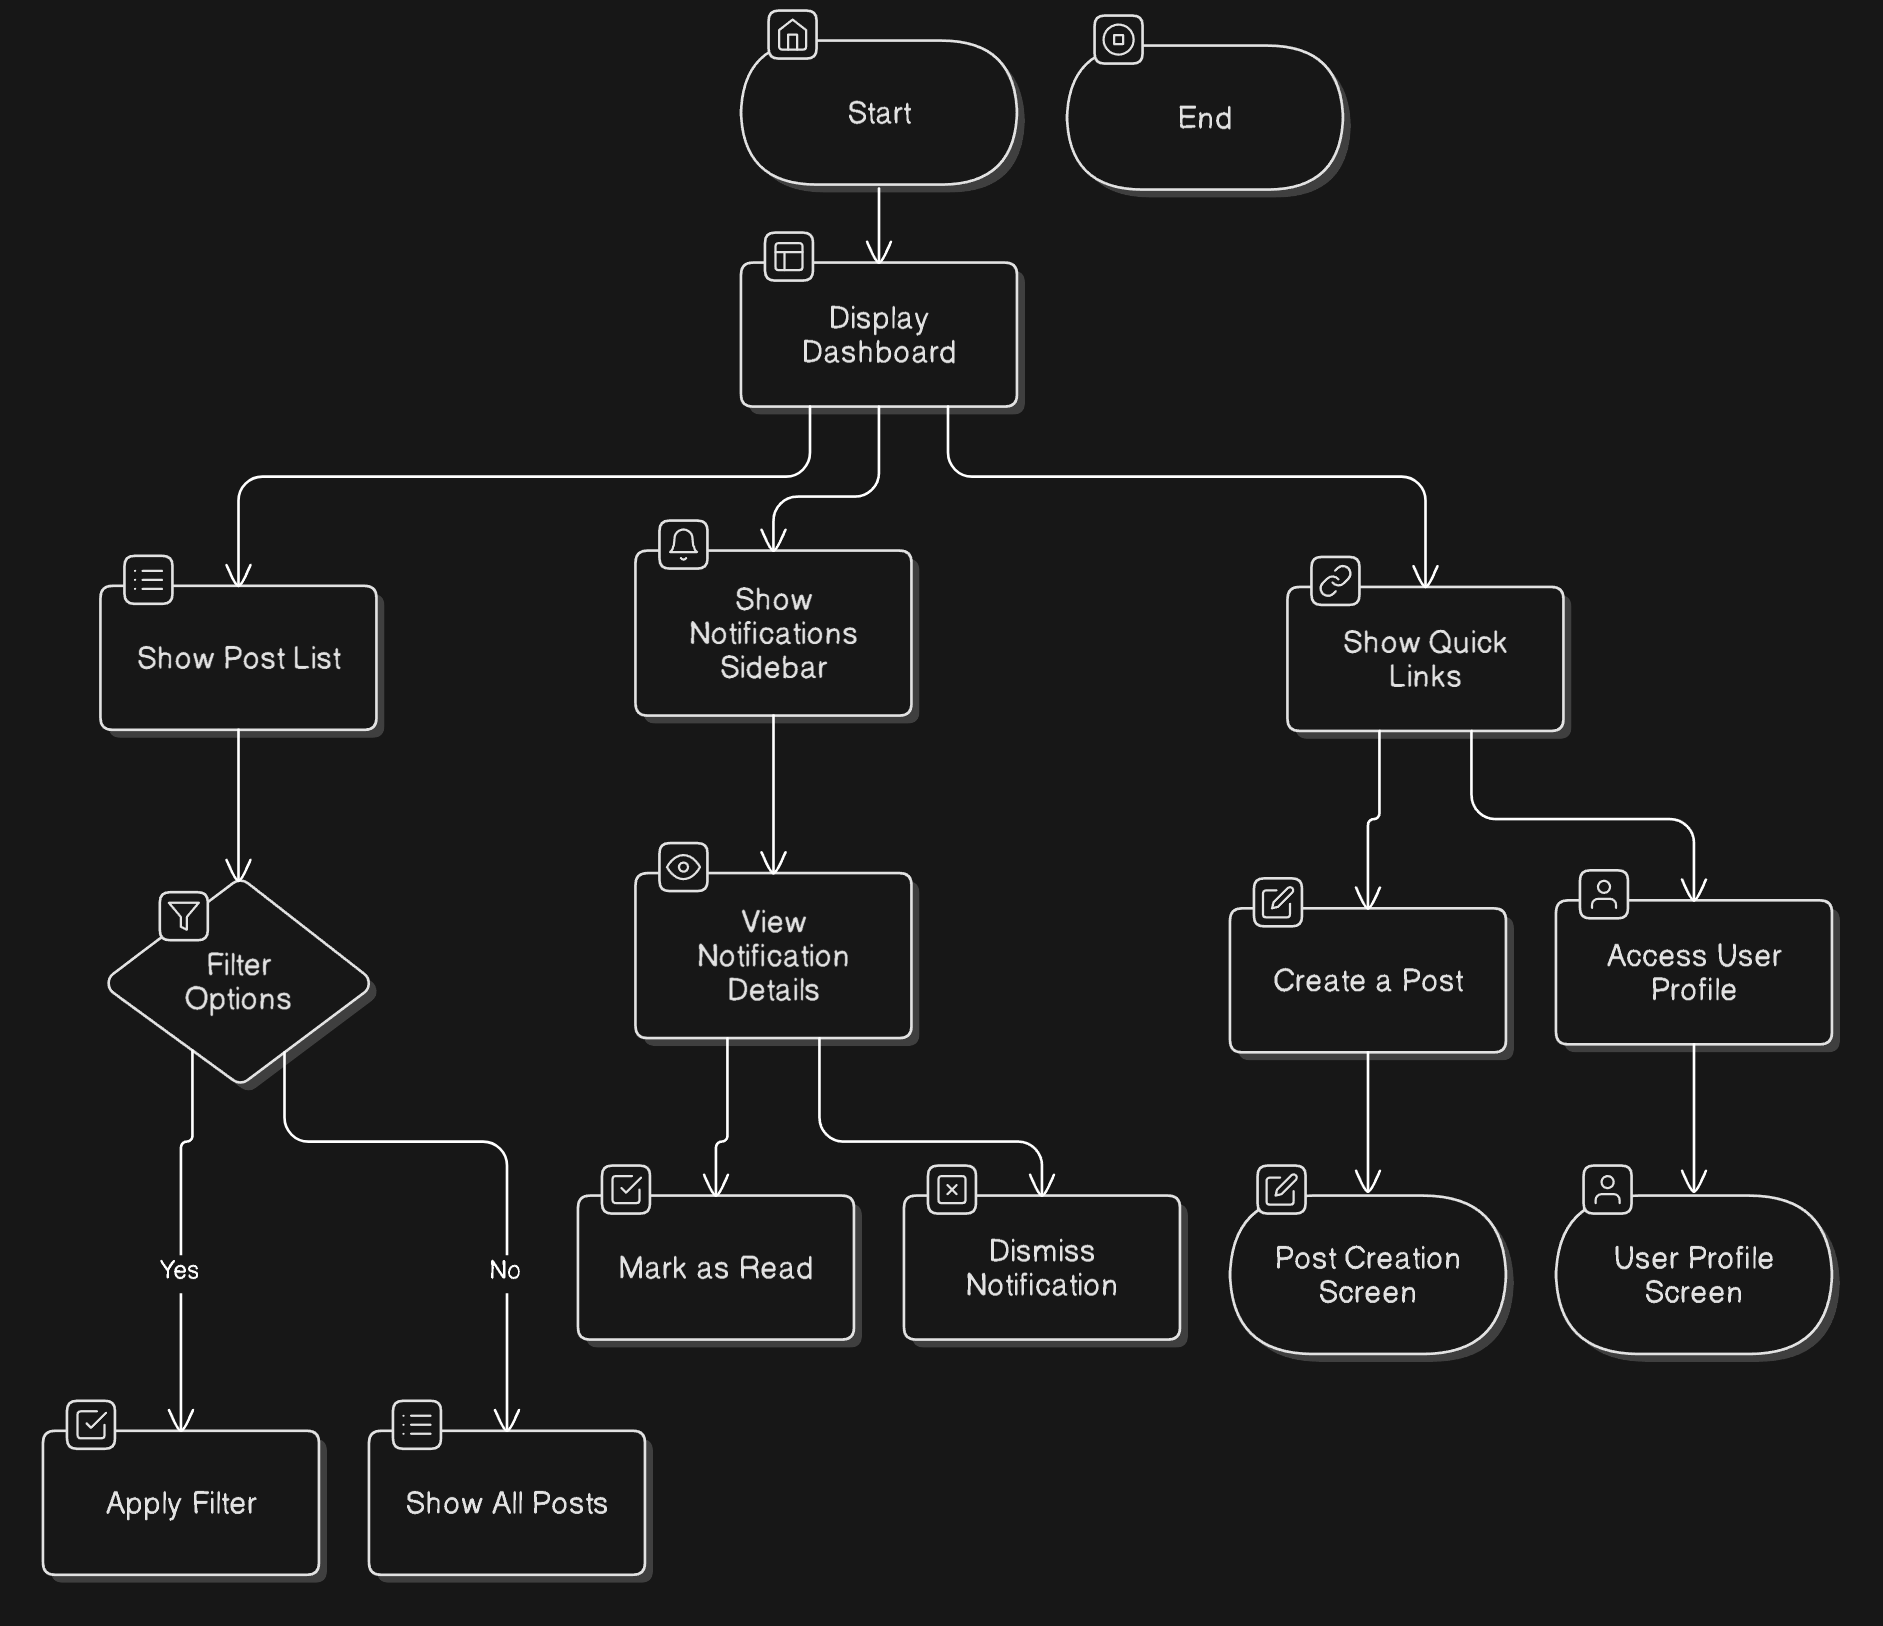 Start
End
Display
Dashboard
Show Post List
Show
Notifications
Sidebar
Show Quick
Links
Filter
Options
View
Notification
Details
Create a Post
Access User
Profile
Yes
No
Mark as Read
Dismiss
Notification
Post Creation
Screen
User Profile
Screen
Apply Filter
Show All Posts